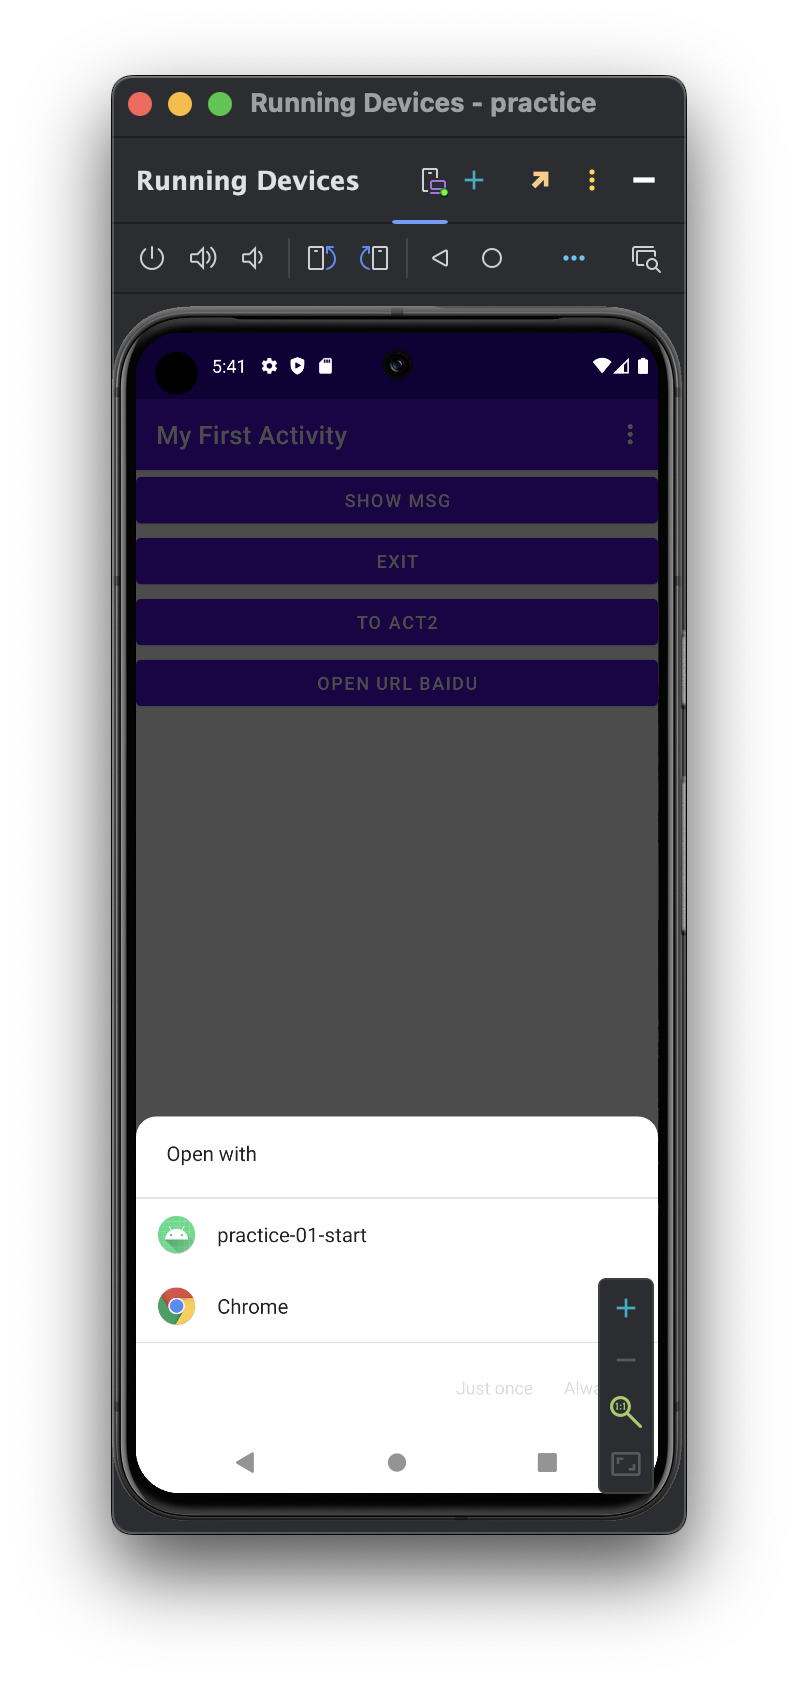 Running Devices - practice
Running Devices
5:41
My First Activity
SHOW MSG
EXIT
TO ACT2
OPEN URL BAIDU
Open with
practice-01-start
Chrome
Just once Alwa
1:1